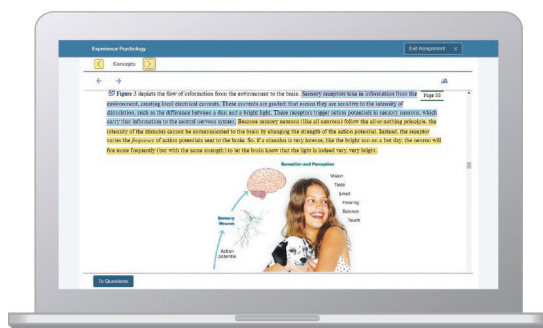 Experience Psychology
Exit Assignment ×
Concepts
AA
Figure 3 depicts the flow of information from the environment to the brain. Sensory receptors take in information from the
Page 88
environment, creating local electrical currents. These currents are graded; that means they are sensitive to the intensity of
stimulation, such as the difference between a dim and a bright light. These receptors trigger action potentials in sensory neurons, which
carry that information to the central nervous system. Because sensory neurons (like all neurons) follow the all-or-nothing principle, the
intensity of the stimulus cannot be communicated to the brain by changing the strength of the action potential. Instead, the receptor
varies the frequency of action potentials sent to the brain. So, if a stimulus is very intense, like the bright sun on a hot day, the neuron will
fire more frequently (but with the same strength) to let the brain know that the light is indeed very, very bright.
Sensation and Perception
Vision
Taste
Smell
Hearing
Balance
Touch
Sensory
Neuron
Action
potential
To Questions